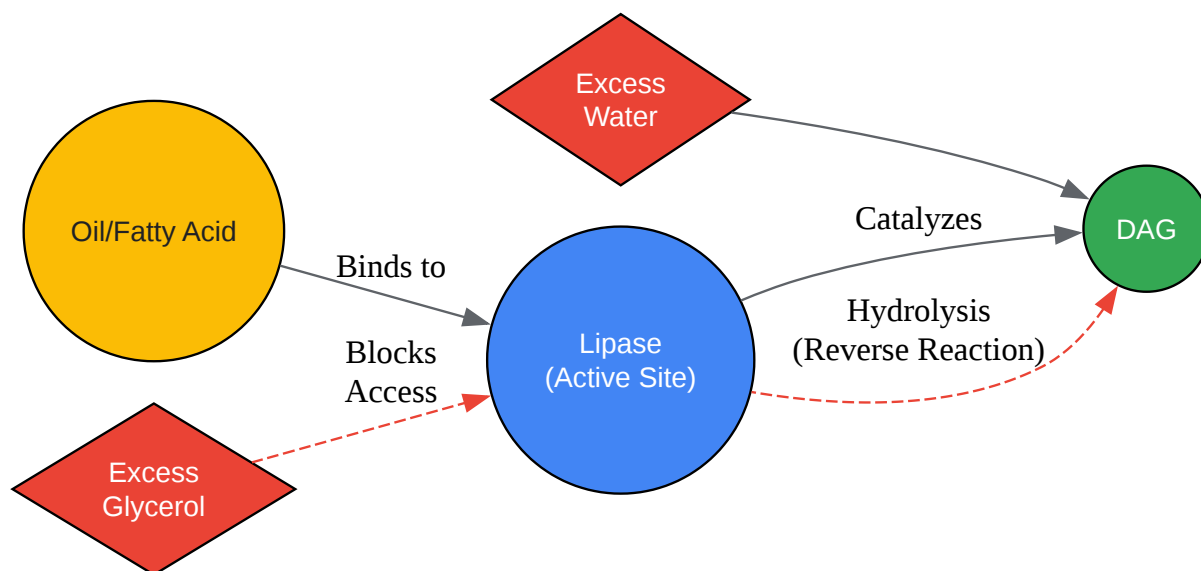 Excess
Water
Oil/Fatty Acid
Binds to
Catalyzes
DAG
Blocks
Access
Lipase
(Active Site)
Hydrolysis
(Reverse Reaction)
Excess
Glycerol